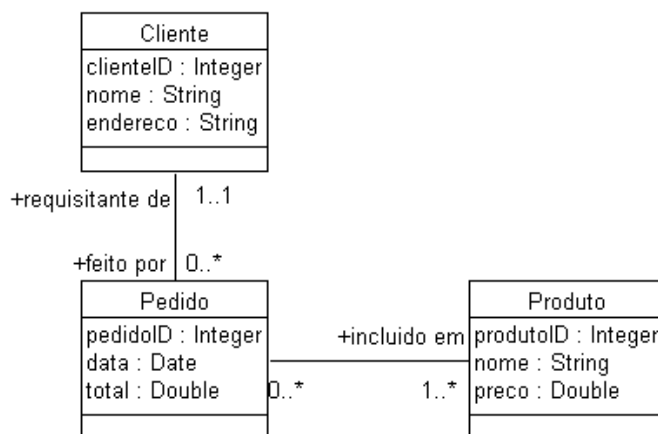 Cliente
clienteID : Integer
nome : String
endereco : String
+requisitante de 1..1
+feito por 0..*
Pedido
pedidoID : Integer
data : Date
total : Double
+incluido em
0..* 1..*
Produto
produtoID : Integer
nome : String
preco : Double